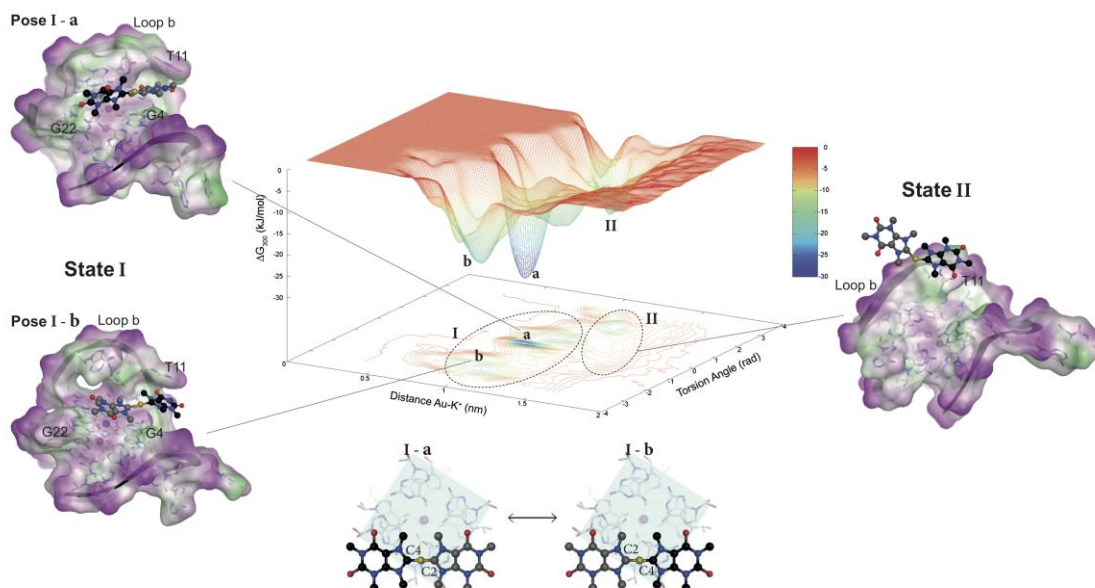 Pose I - a
Loop b
T11
G22
G4
State I
Pose I - b
Loop b
T11
G22
G4
ΔG300 (kJ/mol)
0
-5
-10
-15
-20
-25
-30
b
a
II
I
a
b
II
0
0.5
1
1.5
2
Distance Au-K+ (nm)
-4
-3
-2
-1
0
1
2
3
4
Torsion Angle (rad)
0
-5
-10
-15
-20
-25
-30
State II
Loop b
T11
I - a
I - b
C4
C2
C2
C4